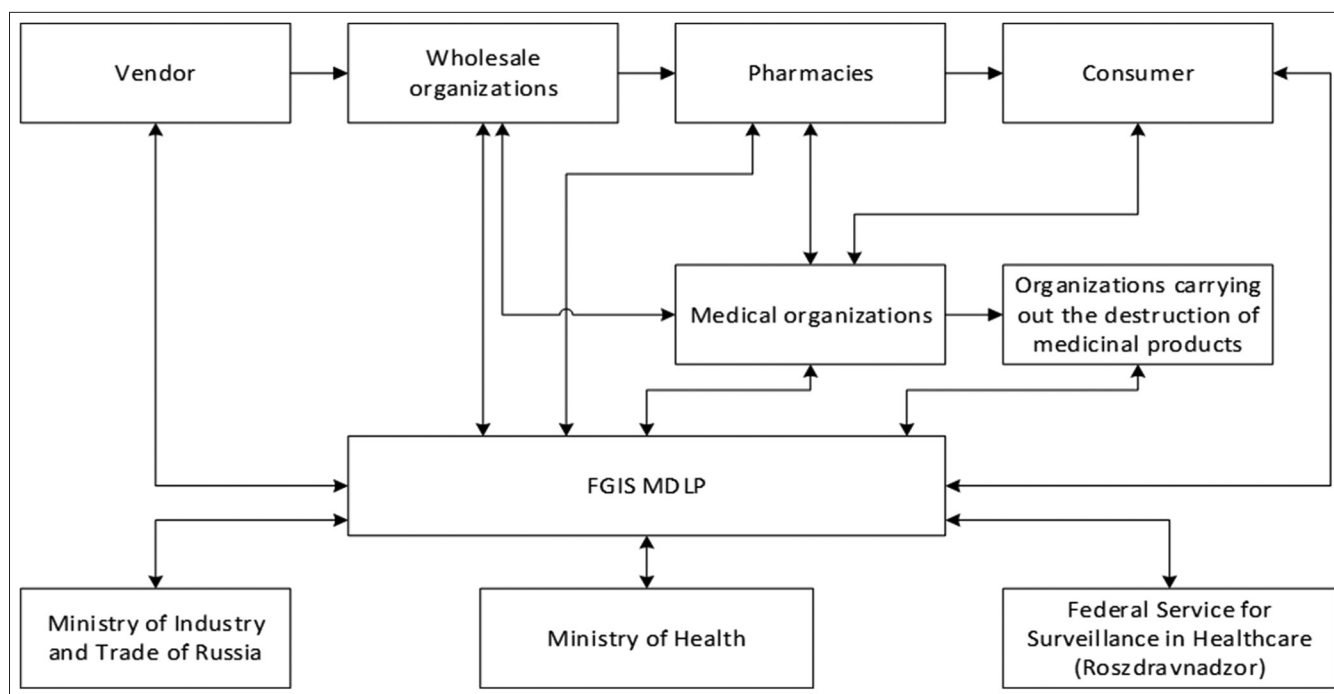 Vendor
Wholesale
organizations
Pharmacies
Consumer
Medical organizations
Organizations carrying
out the destruction of
medicinal products
FGIS MDLP
Ministry of Industry
and Trade of Russia
Ministry of Health
Federal Service for
Surveillance in Healthcare
(Roszdravnadzor)